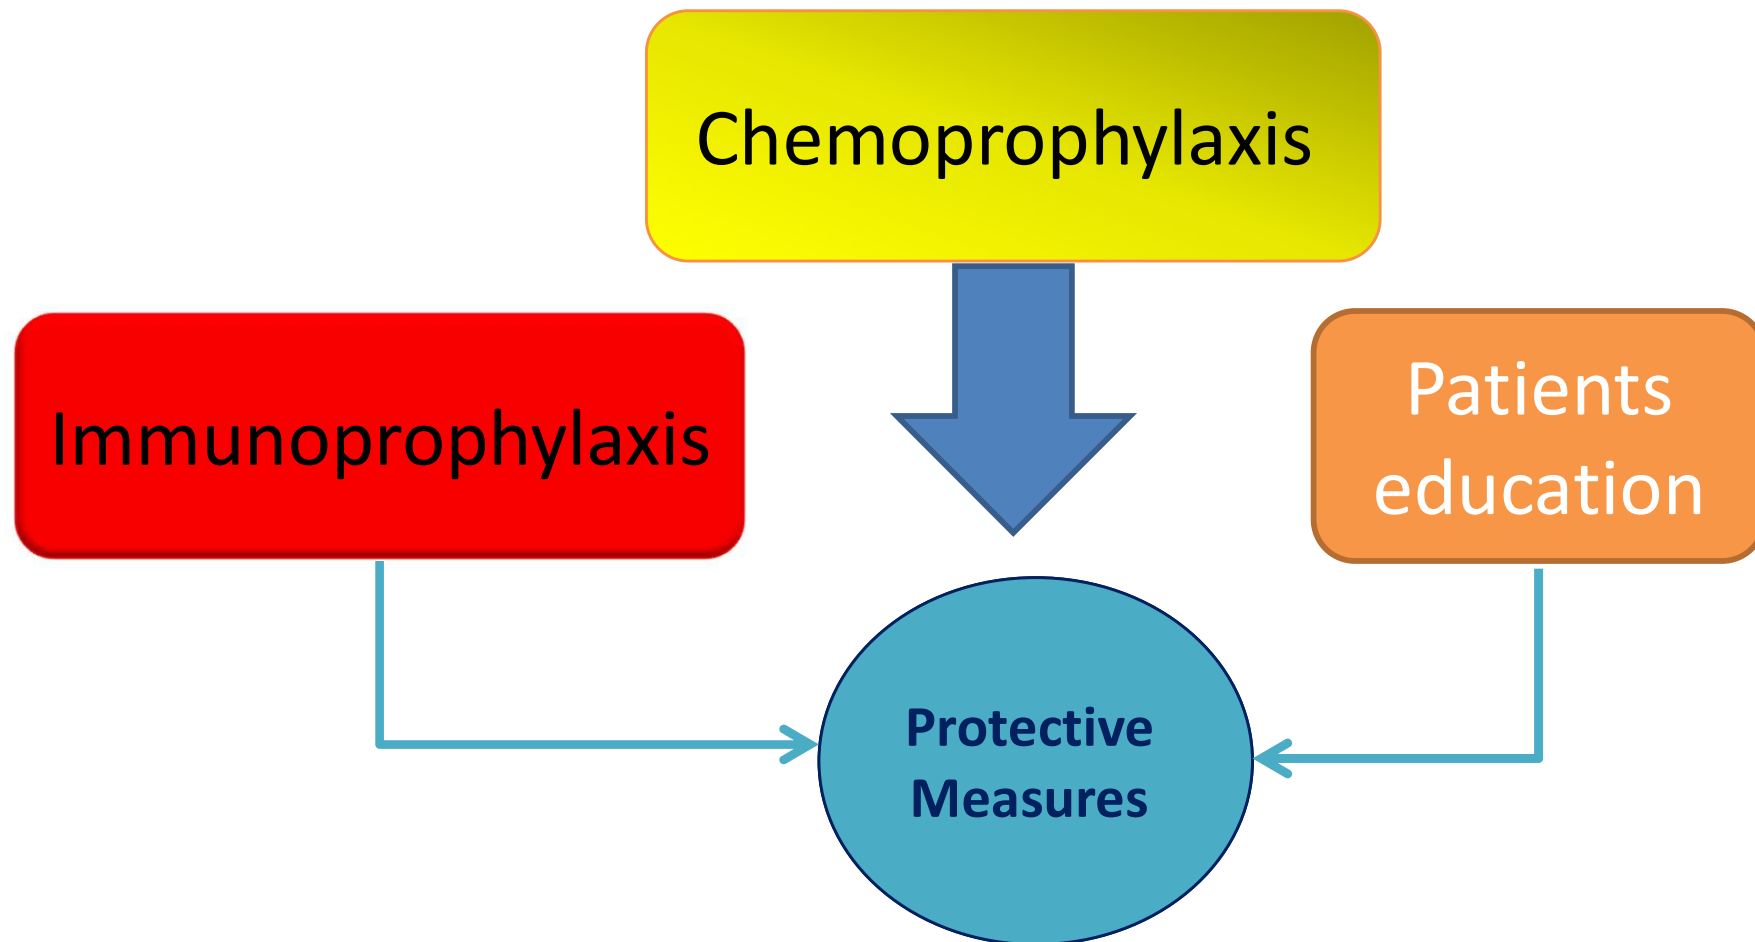 Chemoprophylaxis
Immunoprophylaxis
Patients
education
Protective
Measures